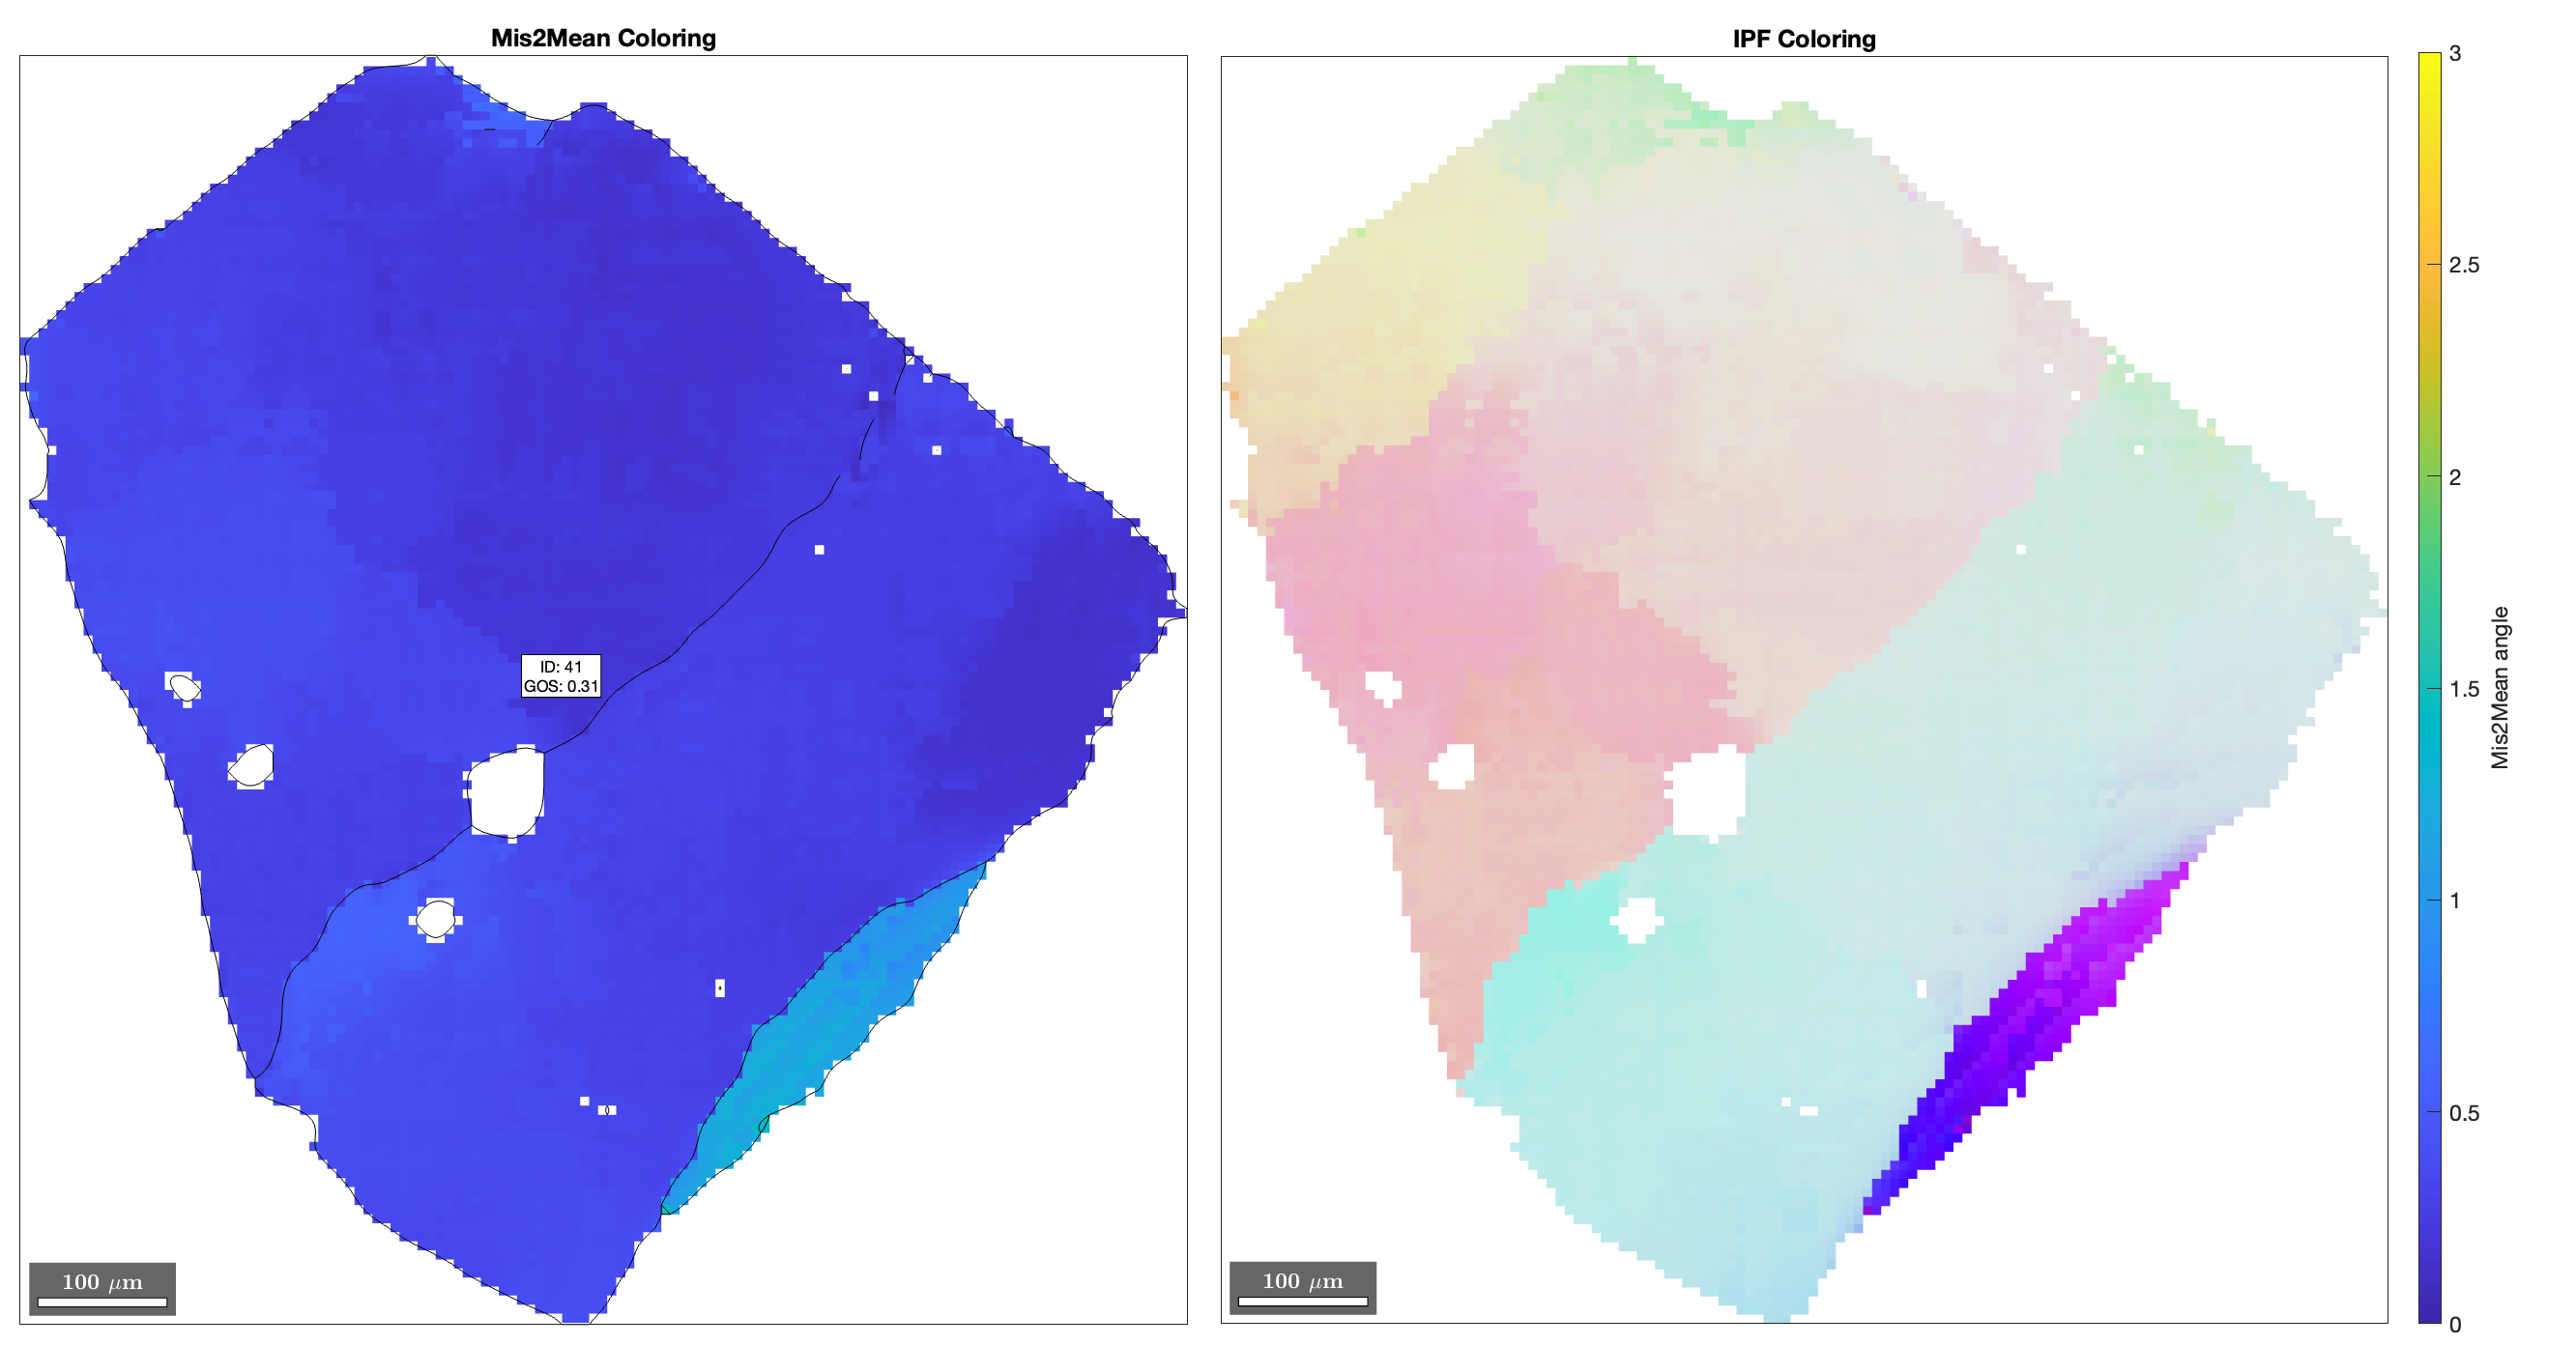 Mis2Mean Coloring
IPF Coloring
ID: 41
GOS: 0.31
100 μm
100 μm
3
2.5
2
1.5
1
0.5
0
Mis2Mean angle